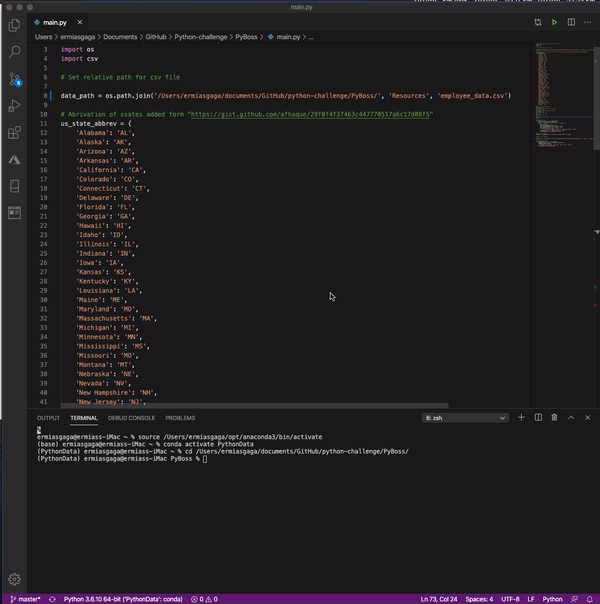 main.py
main.py ×
Users > ermiasgaga > Documents > GitHub > Python-challenge > PyBoss > main.py > ...
3 import os
4 import csv
5
6 # Set relative path for csv file
7
8 data_path = os.path.join('/Users/ermiasgaga/documents/GitHub/python-challenge/PyBoss/', 'Resources', 'employee_data.csv')
9
10 # Abrivation of ssates added form "https://gist.github.com/afhaque/29f0f4f37463c447770517a6c17d08f5"
11 us_state_abbrev = {
12 'Alabama': 'AL',
13 'Alaska': 'AK',
14 'Arizona': 'AZ',
15 'Arkansas': 'AR',
16 'California': 'CA',
17 'Colorado': 'CO',
18 'Connecticut': 'CT',
19 'Delaware': 'DE',
20 'Florida': 'FL',
21 'Georgia': 'GA',
22 'Hawaii': 'HI',
23 'Idaho': 'ID',
24 'Illinois': 'IL',
25 'Indiana': 'IN',
26 'Iowa': 'IA',
27 'Kansas': 'KS',
28 'Kentucky': 'KY',
29 'Louisiana': 'LA',
30 'Maine': 'ME',
31 'Maryland': 'MD',
32 'Massachusetts': 'MA',
33 'Michigan': 'MI',
34 'Minnesota': 'MN',
35 'Mississippi': 'MS',
36 'Missouri': 'MO',
37 'Montana': 'MT',
38 'Nebraska': 'NE',
39 'Nevada': 'NV',
40 'New Hampshire': 'NH',
41 'New Jersey': 'NJ',
OUTPUT TERMINAL DEBUG CONSOLE PROBLEMS 6: zsh
%
ermiasgaga@ermiass-iMac ~ % source /Users/ermiasgaga/opt/anaconda3/bin/activate
(base) ermiasgaga@ermiass-iMac ~ % conda activate PythonData
(PythonData) ermiasgaga@ermiass-iMac ~ % cd /Users/ermiasgaga/documents/GitHub/python-challenge/PyBoss/
(PythonData) ermiasgaga@ermiass-iMac PyBoss %
master* Python 3.6.10 64-bit ('PythonData': conda) 0 0 Ln 73, Col 24 Spaces: 4 UTF-8 LF Python